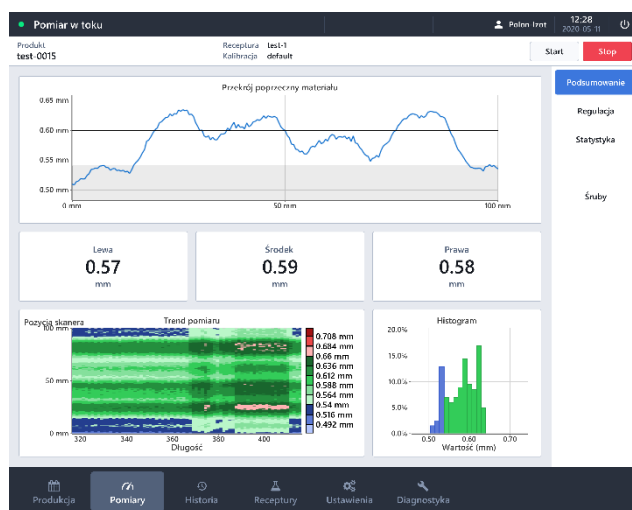 Pomiar w toku
Polon Izot
12:28
2020-05-11
Produkt
test-0015
Receptura test-1
Kalibracja default
Start
Stop
Podsumowanie
Regulacja
Statystyka
Śruby
Przekrój poprzeczny materiału
0.65 mm
0.60 mm
0.55 mm
0.50 mm
0 mm
50 mm
100 mm
Lewa
0.57
mm
Środek
0.59
mm
Prawa
0.58
mm
Pozycja skanera
Trend pomiaru
100 mm
50 mm
0 mm
320
340
360
380
400
Długość
0.708 mm
0.684 mm
0.66 mm
0.636 mm
0.612 mm
0.588 mm
0.564 mm
0.54 mm
0.516 mm
0.492 mm
Histogram
20.0%
15.0%
10.0%
5.0%
0.0%
0.50
0.60
0.70
Wartość (mm)
Produkcja
Pomiary
Historia
Receptury
Ustawienia
Diagnostyka